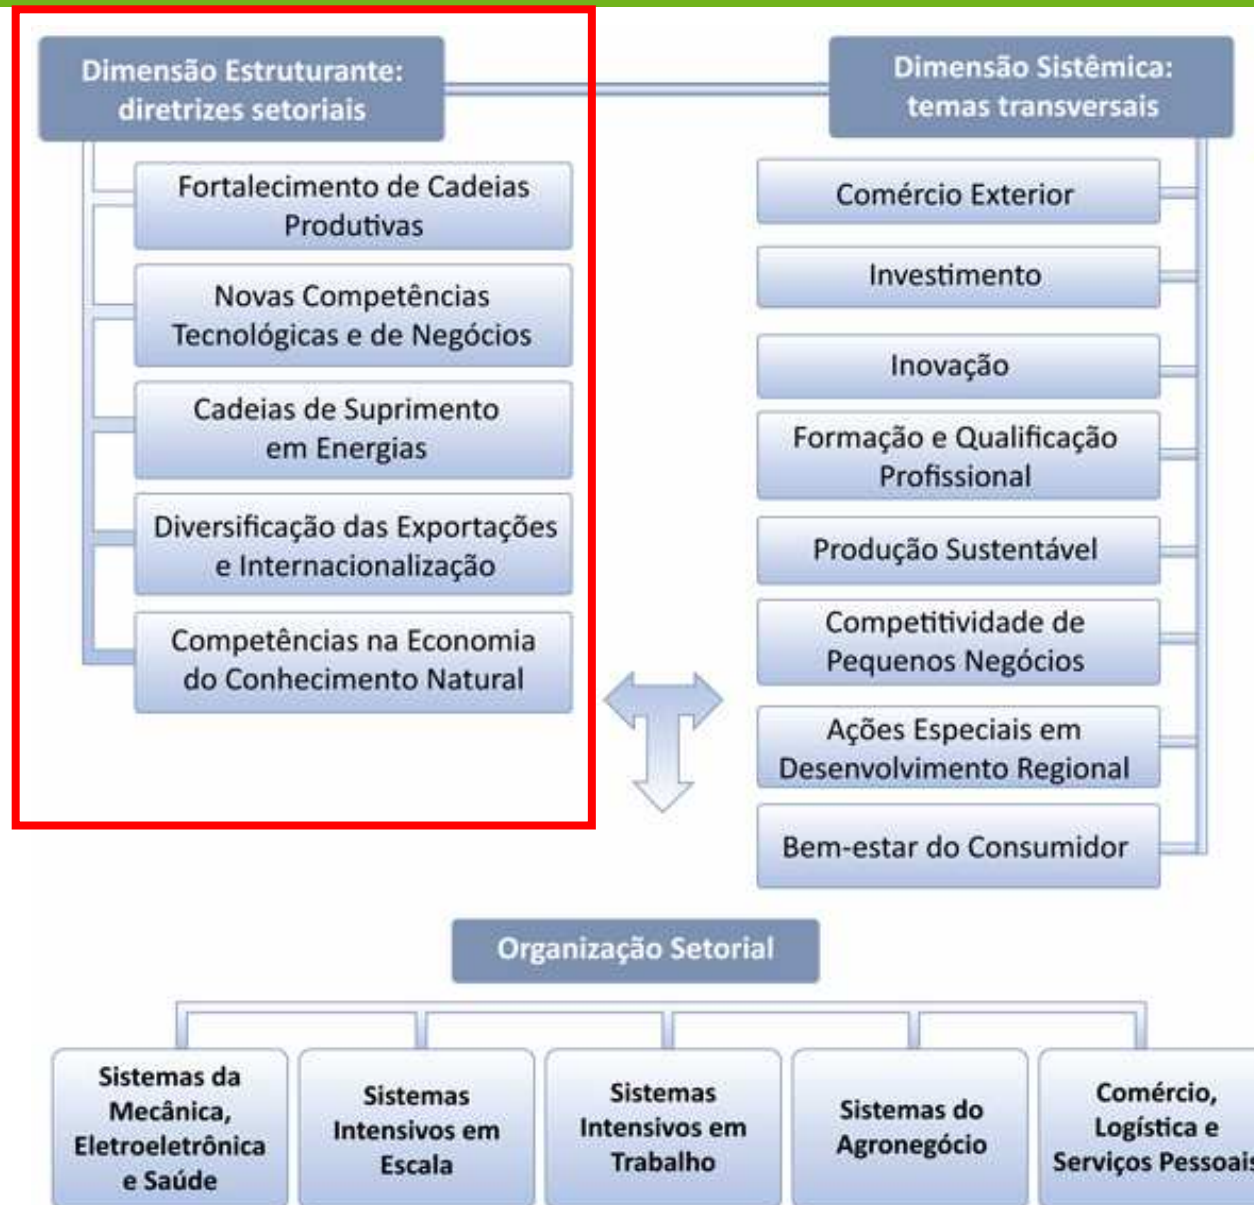 Dimensão Estruturante:
diretrizes setoriais
Fortalecimento de Cadeias
Produtivas
Novas Competências
Tecnológicas e de Negócios
Cadeias de Suprimento
em Energias
Diversificação das Exportações
e Internacionalização
Competências na Economia
do Conhecimento Natural
Dimensão Sistêmica:
temas transversais
Comércio Exterior
Investimento
Inovação
Formação e Qualificação
Profissional
Produção Sustentável
Competitividade de
Pequenos Negócios
Ações Especiais em
Desenvolvimento Regional
Bem-estar do Consumidor
Organização Setorial
Sistemas da
Mecânica,
Eletroeletrônica
e Saúde
Sistemas
Intensivos em
Escala
Sistemas
Intensivos em
Trabalho
Sistemas do
Agronegócio
Comércio,
Logística e
Serviços Pessoais